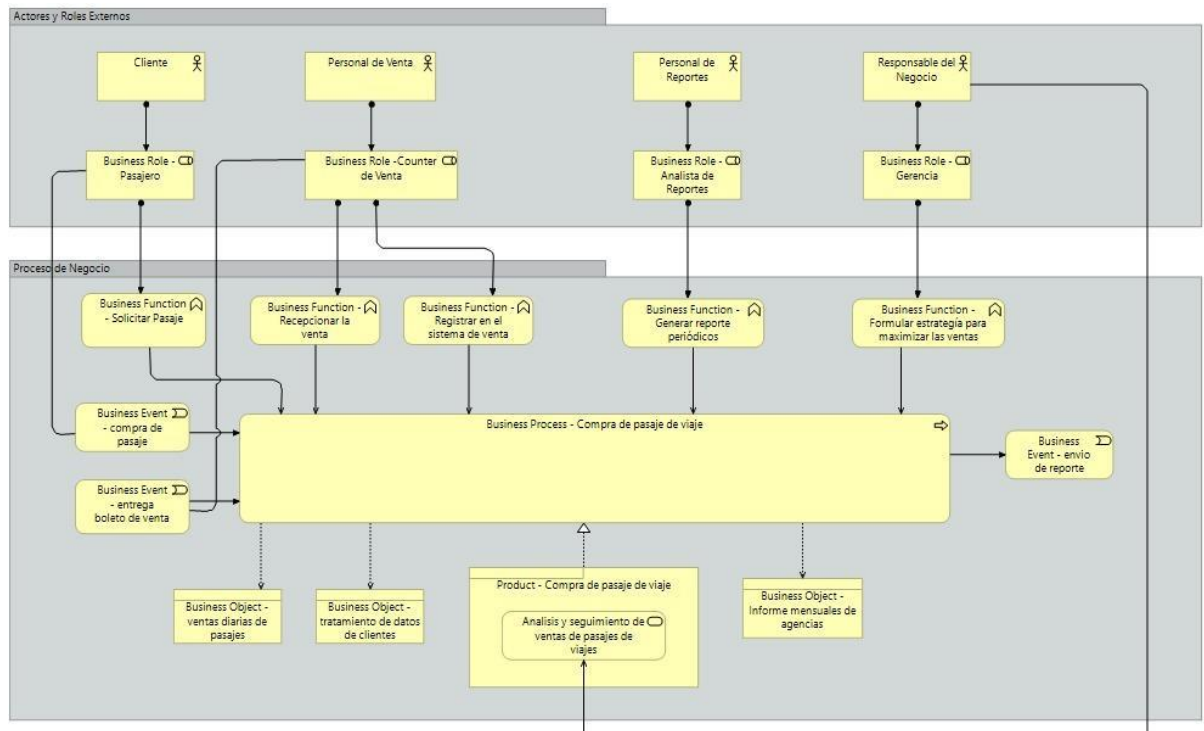 Actores y Roles Externos
Cliente
Personal de Venta
Personal de
Reportes
Responsable del
Negocio
Business Role -
Pasajero
Business Role -Counter
de Venta
Business Role -
Analista de
Reportes
Business Role -
Gerencia
Proceso de Negocio
Business Function
- Solicitar Pasaje
Business Function -
Recepcionar la
venta
Business Function -
Registrar en el
sistema de venta
Business Function -
Generar reporte
periódicos
Business Function -
Formular estrategía para
maximizar las ventas
Business Event
- compra de
pasaje
Business Process - Compra de pasaje de viaje
Business
Event - envio
de reporte
Business Event
- entrega
boleto de venta
Business Object -
ventas diarias de
pasajes
Business Object -
tratamiento de datos
de clientes
Product - Compra de pasaje de viaje
Analisis y seguimiento de
ventas de pasajes de
viajes
Business Object -
Informe mensuales de
agencias